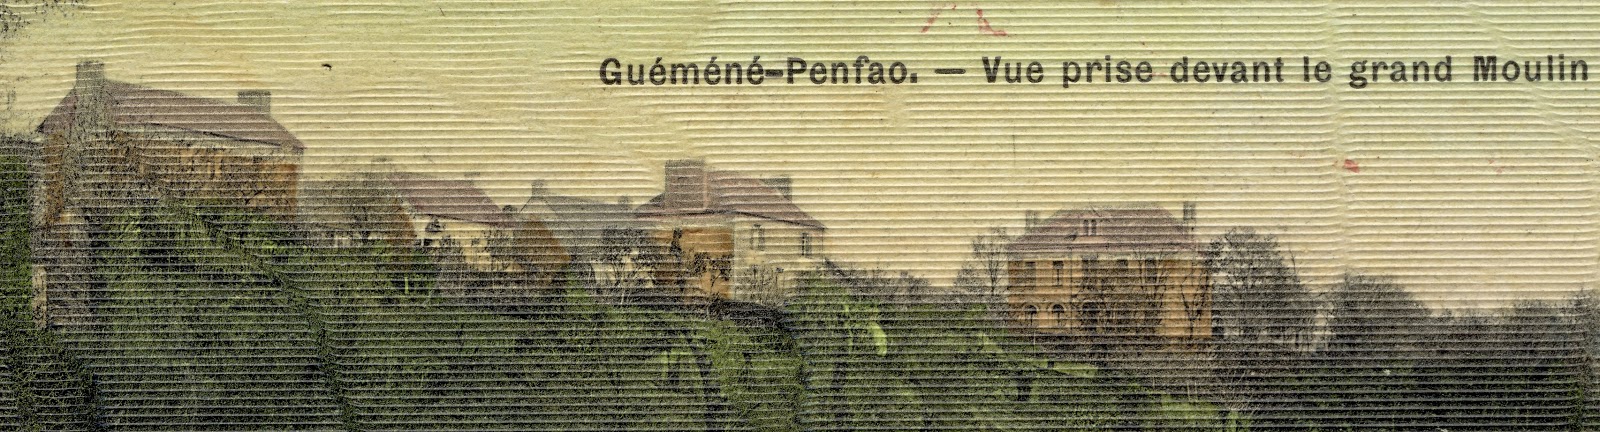 Guéméné-Penfao. — Vue prise devant le grand Moulin